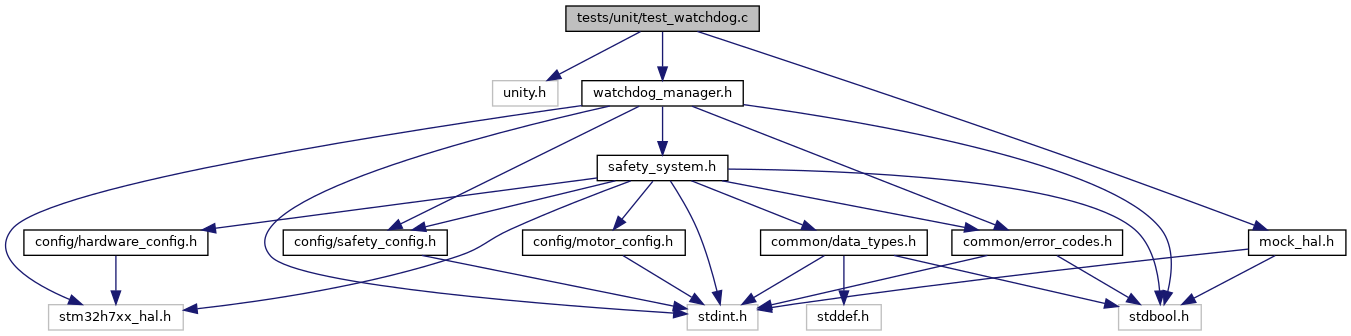 tests/unit/test_watchdog.c
unity.h
watchdog_manager.h
safety_system.h
config/hardware_config.h
config/safety_config.h
config/motor_config.h
common/data_types.h
common/error_codes.h
mock_hal.h
stm32h7xx_hal.h
stdint.h
stddef.h
stdbool.h